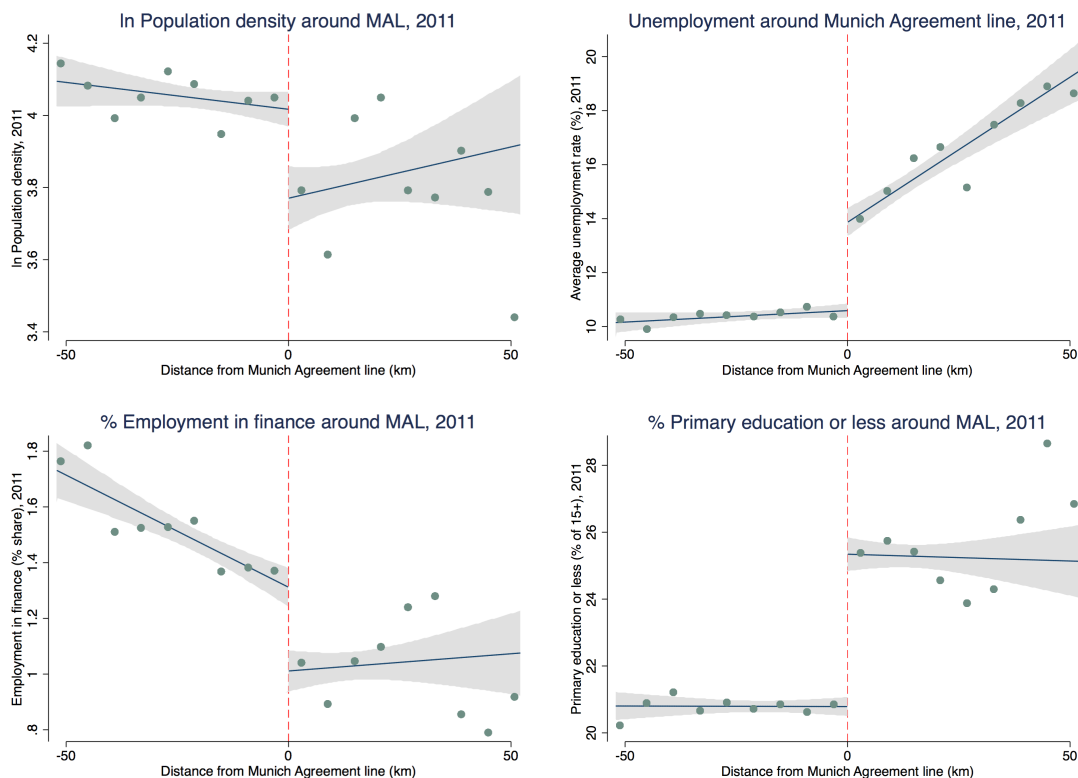 ln Population density around MAL, 2011
ln Population density, 2011
4.2
4
3.8
3.6
3.4
-50
0
50
Distance from Munich Agreement line (km)
Unemployment around Munich Agreement line, 2011
Average unemployment rate (%), 2011
20
18
16
14
12
10
-50
0
50
Distance from Munich Agreement line (km)
% Employment in finance around MAL, 2011
Employment in finance (% share), 2011
1.8
1.6
1.4
1.2
1
.8
-50
0
50
Distance from Munich Agreement line (km)
% Primary education or less around MAL, 2011
Primary education or less (% of 15+), 2011
28
26
24
22
20
-50
0
50
Distance from Munich Agreement line (km)